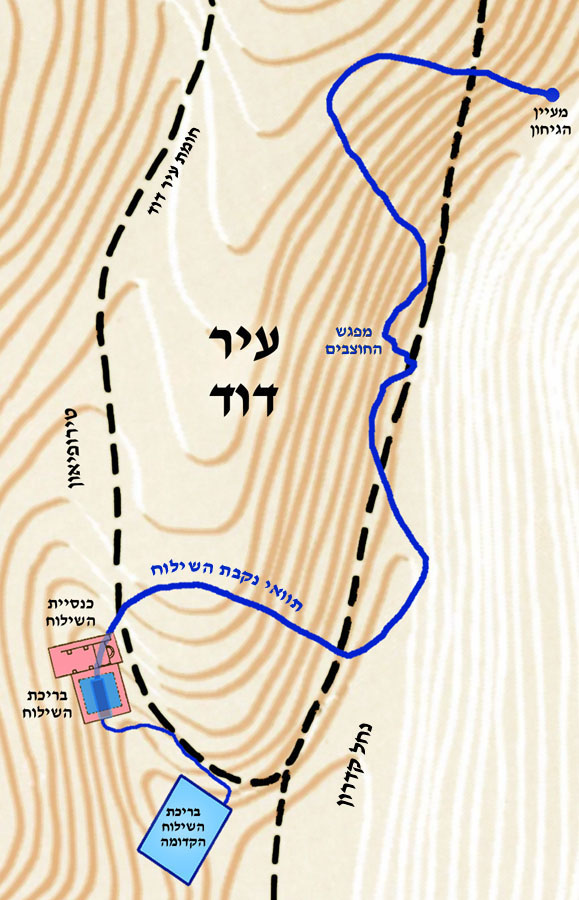 מעיין
הגיחון
חומת עיר דוד
עיר
דוד
מפגש
החוצבים
טירופיאון
תוואי נקבת השילוח
כנסיית
השילוח
בריכת
השילוח
נחל קדרון
בריכת
השילוח
הקדומה